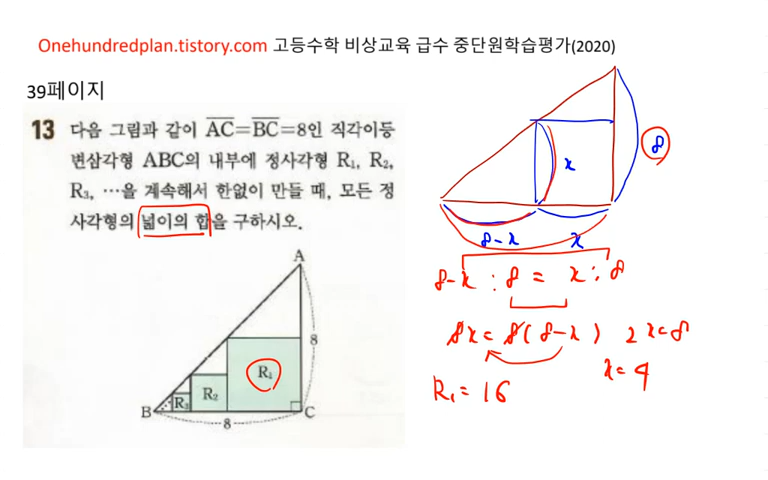 Onehundredplan.tistory.com 고등수학 비상교육 급수 중단원학습평가(2020)
39페이지
13 다음 그림과 같이 AC=BC=8인 직각이등
변삼각형 ABC의 내부에 정사각형 R₁, R₂,
R₃, …을 계속해서 한없이 만들 때, 모든 정
사각형의 넓이의 합을 구하시오.
A
8
R₁
R₂
R₃
B
C
8
8
x
8-x
x
8-x : 8 = x : 8
8x = 8(8-x) 2x=8
x=4
R₁=16